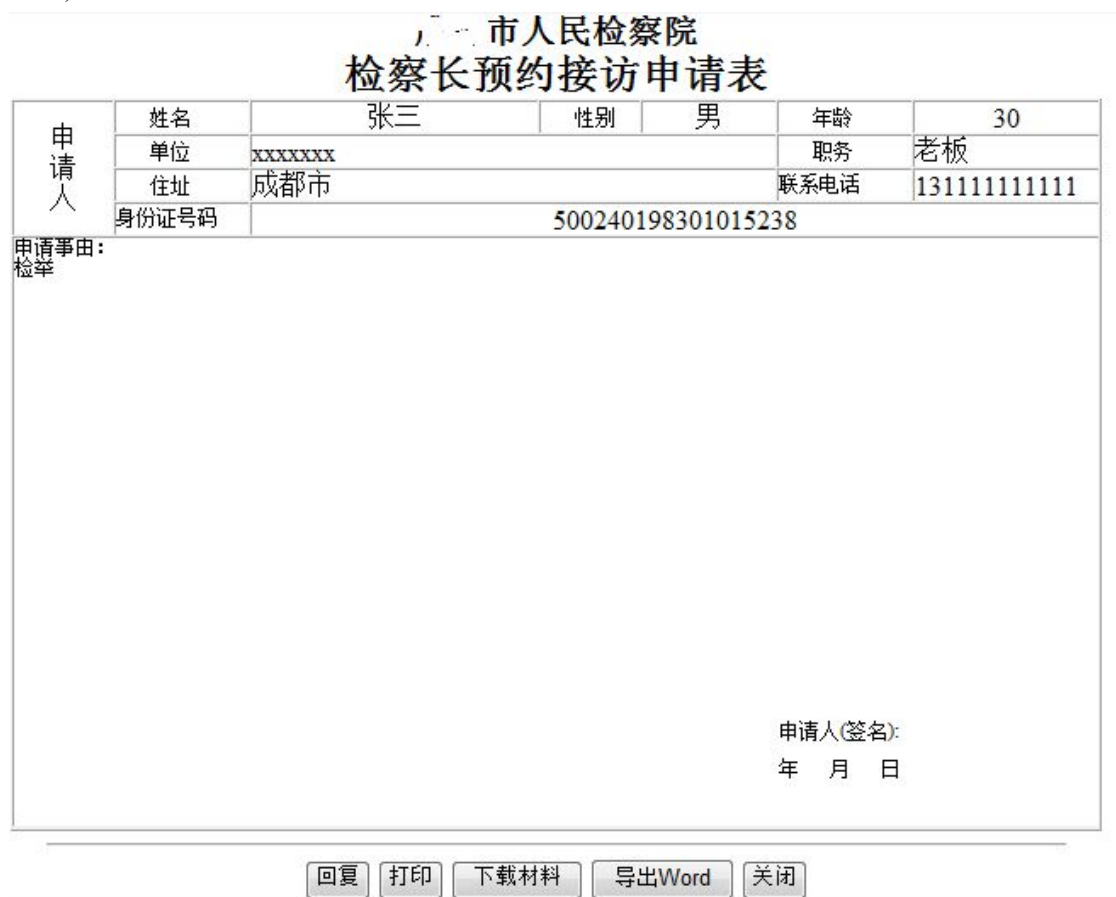 市人民检察院
检察长预约接访申请表
申请人
姓名 张三 性别 男 年龄 30
单位 xxxxxxx 职务 老板
住址 成都市 联系电话 131111111111
身份证号码 500240198301015238
申请事由：
检举
申请人(签名):
年 月 日
回复 打印 下载材料 导出Word 关闭